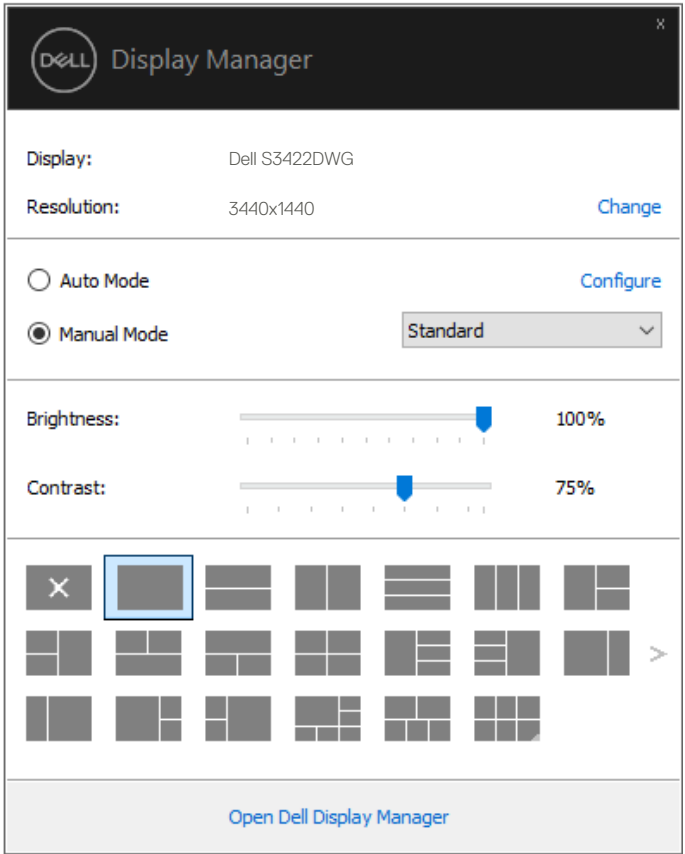 x
DELL Display Manager
Display: Dell S3422DWG
Resolution: 3440x1440 Change
Auto Mode Configure
Manual Mode Standard
Brightness: 100%
Contrast: 75%
Open Dell Display Manager